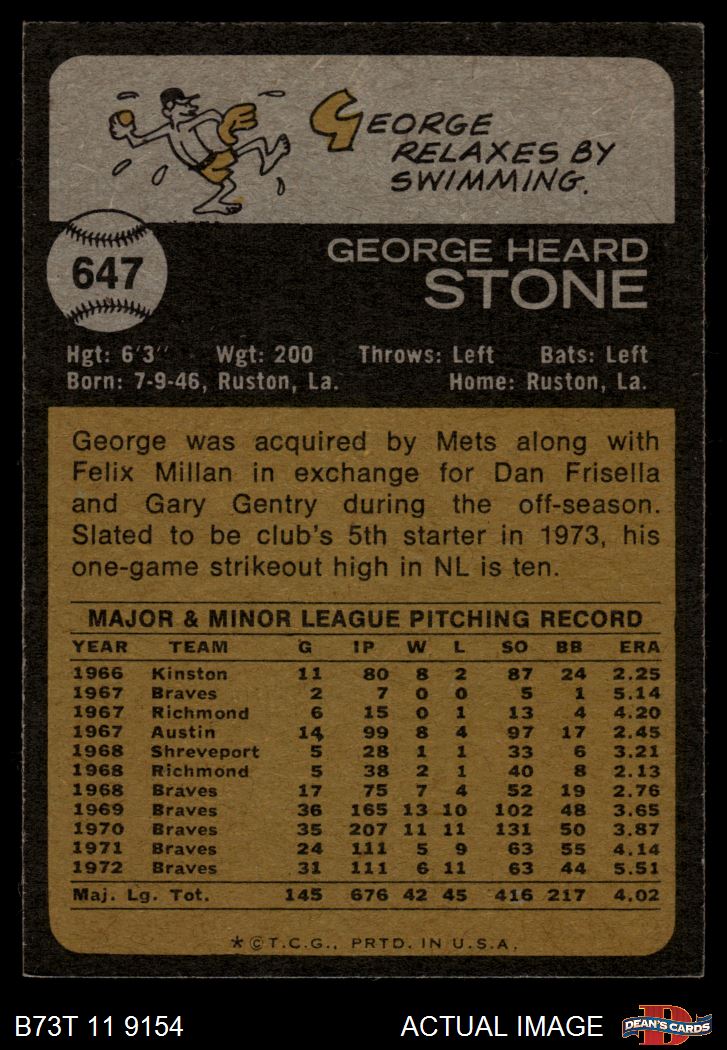 GEORGE
RELAXES BY
SWIMMING.
647
GEORGE HEARD
STONE
Hgt: 6'3" Wgt: 200 Throws: Left Bats: Left
Born: 7-9-46, Ruston, La. Home: Ruston, La.
George was acquired by Mets along with
Felix Millan in exchange for Dan Frisella
and Gary Gentry during the off-season.
Slated to be club's 5th starter in 1973, his
one-game strikeout high in NL is ten.
MAJOR & MINOR LEAGUE PITCHING RECORD
YEAR TEAM G IP W L SO BB ERA
1966 Kinston 11 80 8 2 87 24 2.25
1967 Braves 2 7 0 0 5 1 5.14
1967 Richmond 6 15 0 1 13 4 4.20
1967 Austin 14 99 8 4 97 17 2.45
1968 Shreveport 5 28 1 1 33 6 3.21
1968 Richmond 5 38 2 1 40 8 2.13
1968 Braves 17 75 7 4 52 19 2.76
1969 Braves 36 165 13 10 102 48 3.65
1970 Braves 35 207 11 11 131 50 3.87
1971 Braves 24 111 5 9 63 55 4.14
1972 Braves 31 111 6 11 63 44 5.51
Maj. Lg. Tot. 145 676 42 45 416 217 4.02
*©T.C.G., PRTD. IN U.S.A.
B73T 11 9154 ACTUAL IMAGE
D
DEAN'S CARDS